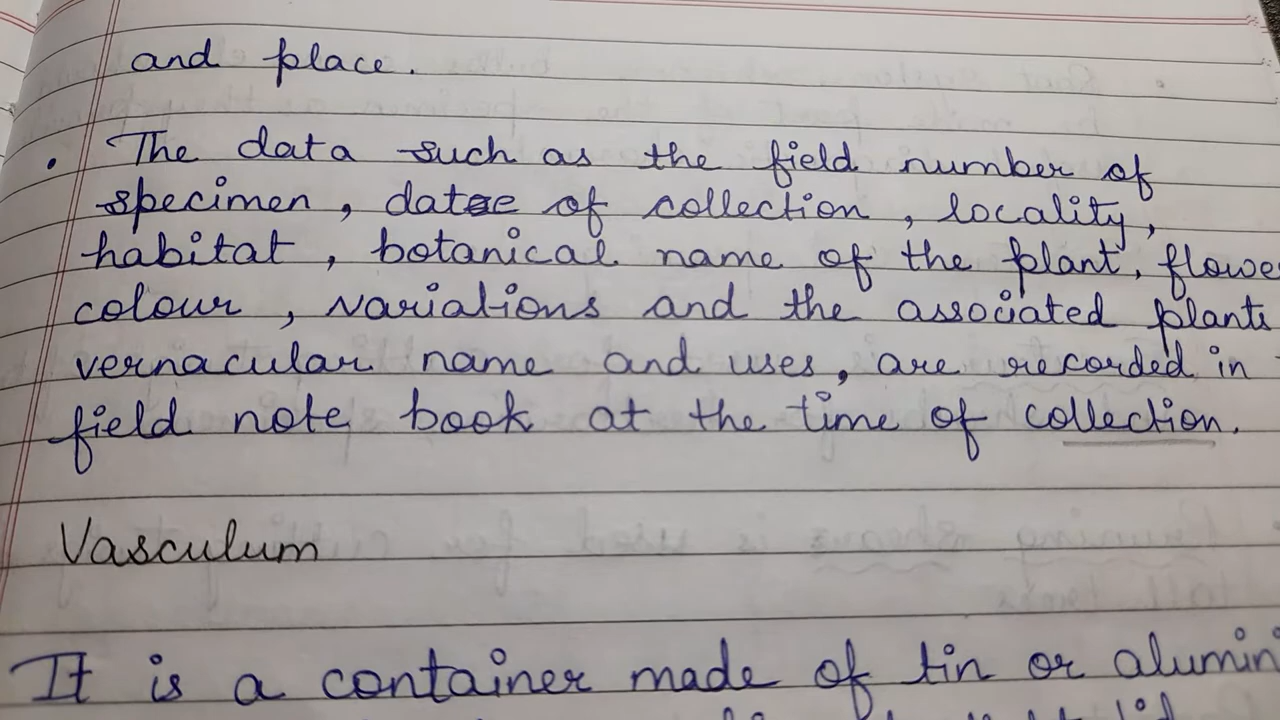 and place.
• The data such as the field number of
specimen, date of collection, locality,
habitat, botanical name of the plant, flowe
colour, variations and the associated plants
vernacular name and uses, are recorded in
field note book at the time of collection.
Vasculum
It is a container made of tin or alumini